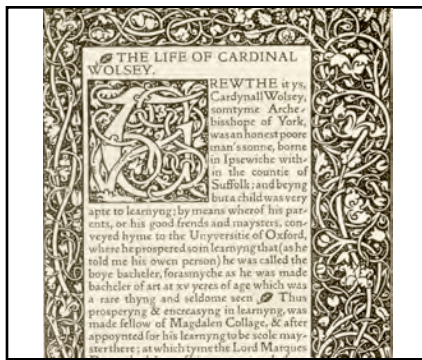 THE LIFE OF CARDINAL
WOLSEY.
TREWTHE it ys,
Cardynall Wolsey,
somtyme Arche-
bisshope of York,
was an honest poore
man's sonne, borne
in Ipsewiche with-
in the countie of
Suffolk; and beyng
but a child was very
apte to learnyng; by means wherof his par-
ents, or his good frends and maysters, con-
veyed hyme to the Unyversitie of Oxford,
where he prospered so in learnyng that (as he
told me his owen person) he was called the
boye bacheler, forasmyche as he was made
bacheler of art at xv yeres of age which was
a rare thyng and seldome seen Thus
prosperyng & encreasyng in learnyng, was
made fellow of Magdalen Collage, & after
appoynted for his learnyng to be scole may-
ster there; at which tyme the Lord Marques